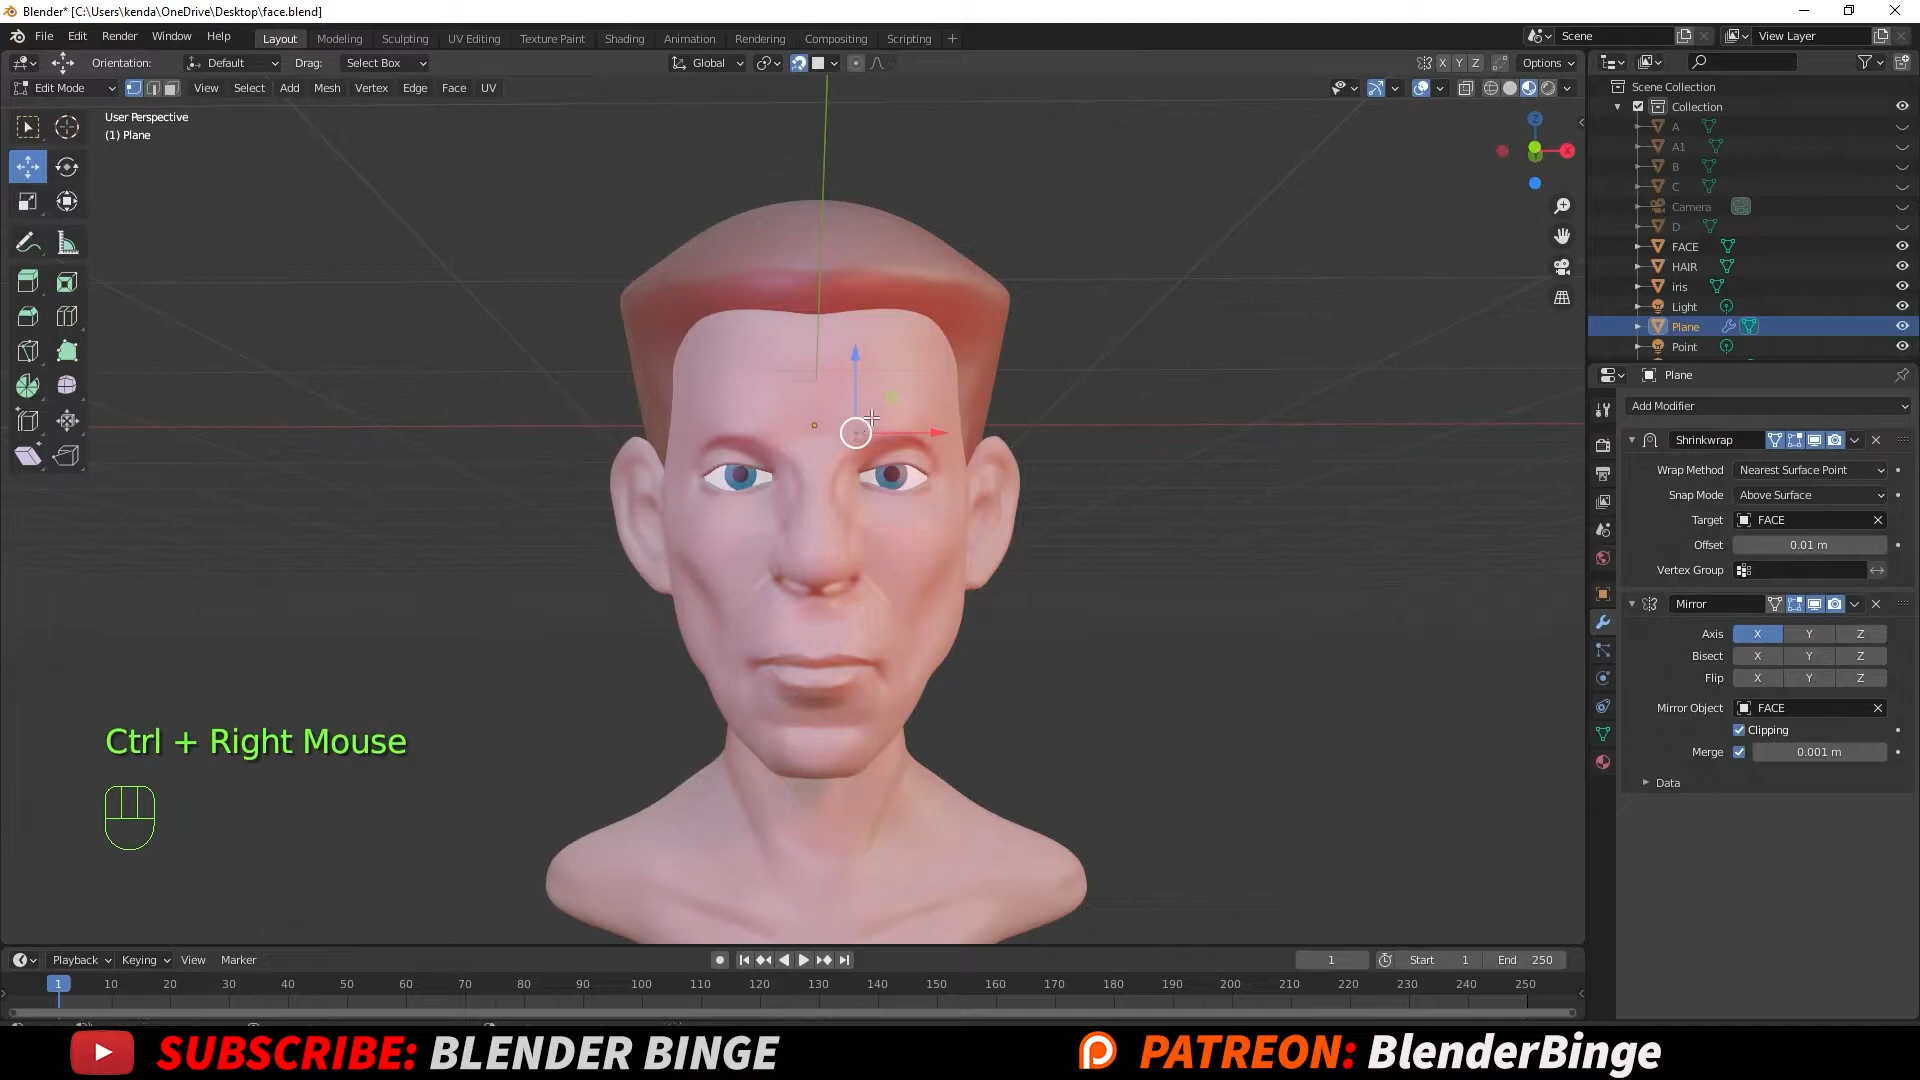 Blender* [C:\Users\kenda\OneDrive\Desktop\face.blend]
File Edit Render Window Help Layout Modeling Sculpting UV Editing Texture Paint Shading Animation Rendering Compositing Scripting + Scene View Layer
Orientation: Default Drag: Select Box Global X Y Z Options
Edit Mode View Select Add Mesh Vertex Edge Face UV
User Perspective
(1) Plane
Z
X
Scene Collection
Collection
A
A1
B
C
Camera
D
FACE
HAIR
iris
Light
Plane
Point
Plane
Add Modifier
Shrinkwrap
Wrap Method Nearest Surface Point
Snap Mode Above Surface
Target FACE
Offset 0.01 m
Vertex Group
Mirror
Axis X Y Z
Bisect X Y Z
Flip X Y Z
Mirror Object FACE
Clipping
Merge 0.001 m
Data
Ctrl + Right Mouse
Playback Keying View Marker 1 Start 1 End 250
1 10 20 30 40 50 60 70 80 90 100 110 120 130 140 150 160 170 180 190 200 210 220 230 240 250
SUBSCRIBE: BLENDER BINGE PATREON: BlenderBinge